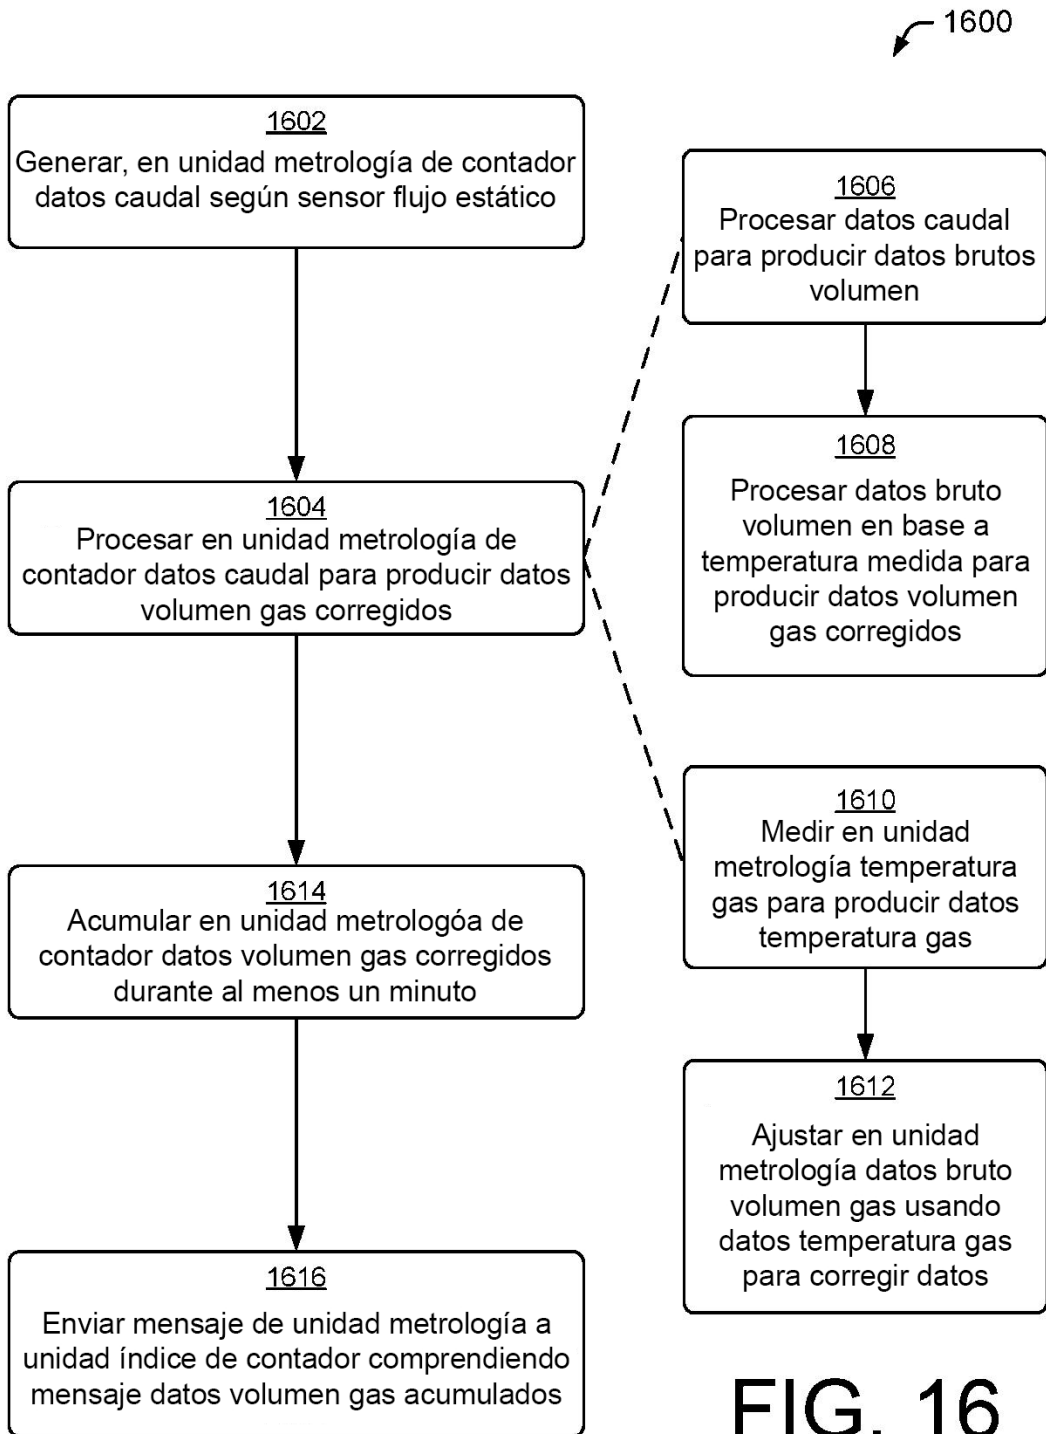 1600
1602
Generar, en unidad metrología de contador
datos caudal según sensor flujo estático
1604
Procesar en unidad metrología de
contador datos caudal para producir datos
volumen gas corregidos
1606
Procesar datos caudal
para producir datos brutos
volumen
1608
Procesar datos bruto
volumen en base a
temperatura medida para
producir datos volumen
gas corregidos
1610
Medir en unidad
metrología temperatura
gas para producir datos
temperatura gas
1612
Ajustar en unidad
metrología datos bruto
volumen gas usando
datos temperatura gas
para corregir datos
1614
Acumular en unidad metrologóa de
contador datos volumen gas corregidos
durante al menos un minuto
1616
Enviar mensaje de unidad metrología a
unidad índice de contador comprendiendo
mensaje datos volumen gas acumulados
FIG. 16